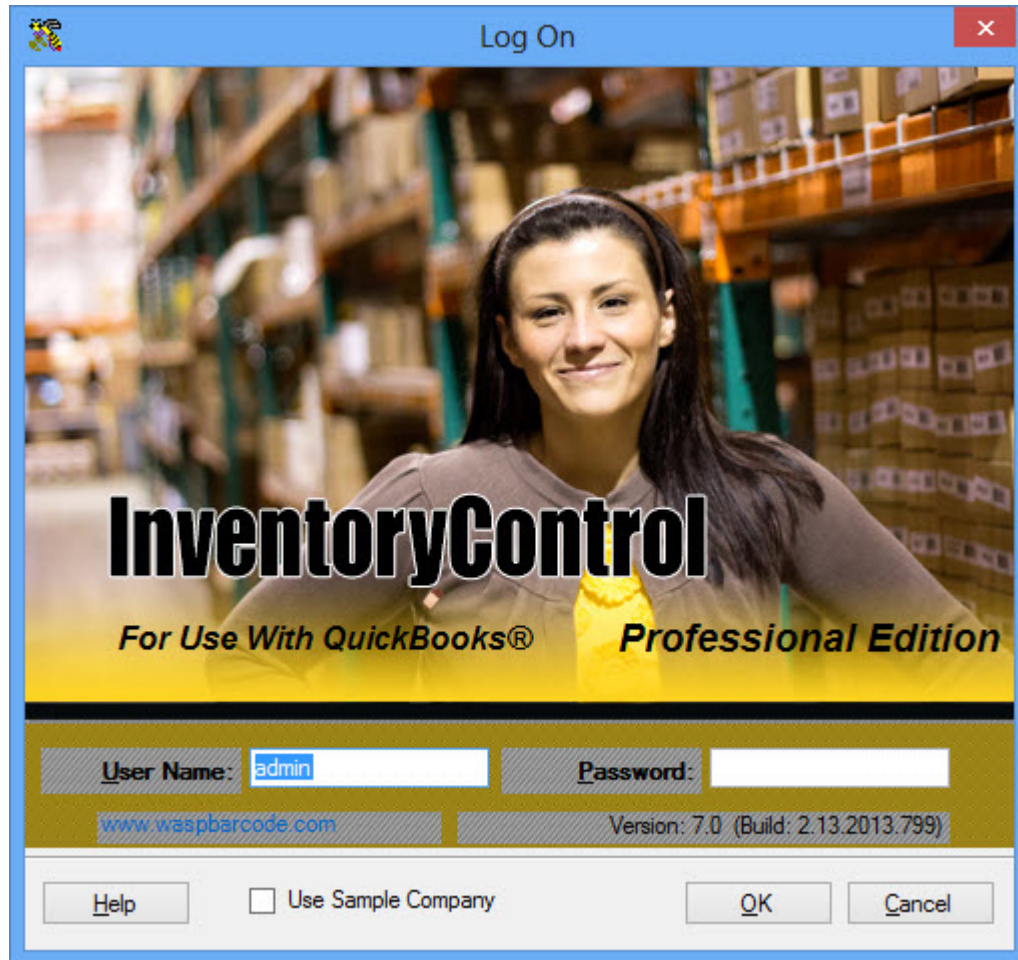 Log On
InventoryControl
For Use With QuickBooks® Professional Edition
User Name: admin Password:
www.waspbarcode.com Version: 7.0 (Build: 2.13.2013.799)
Help Use Sample Company OK Cancel